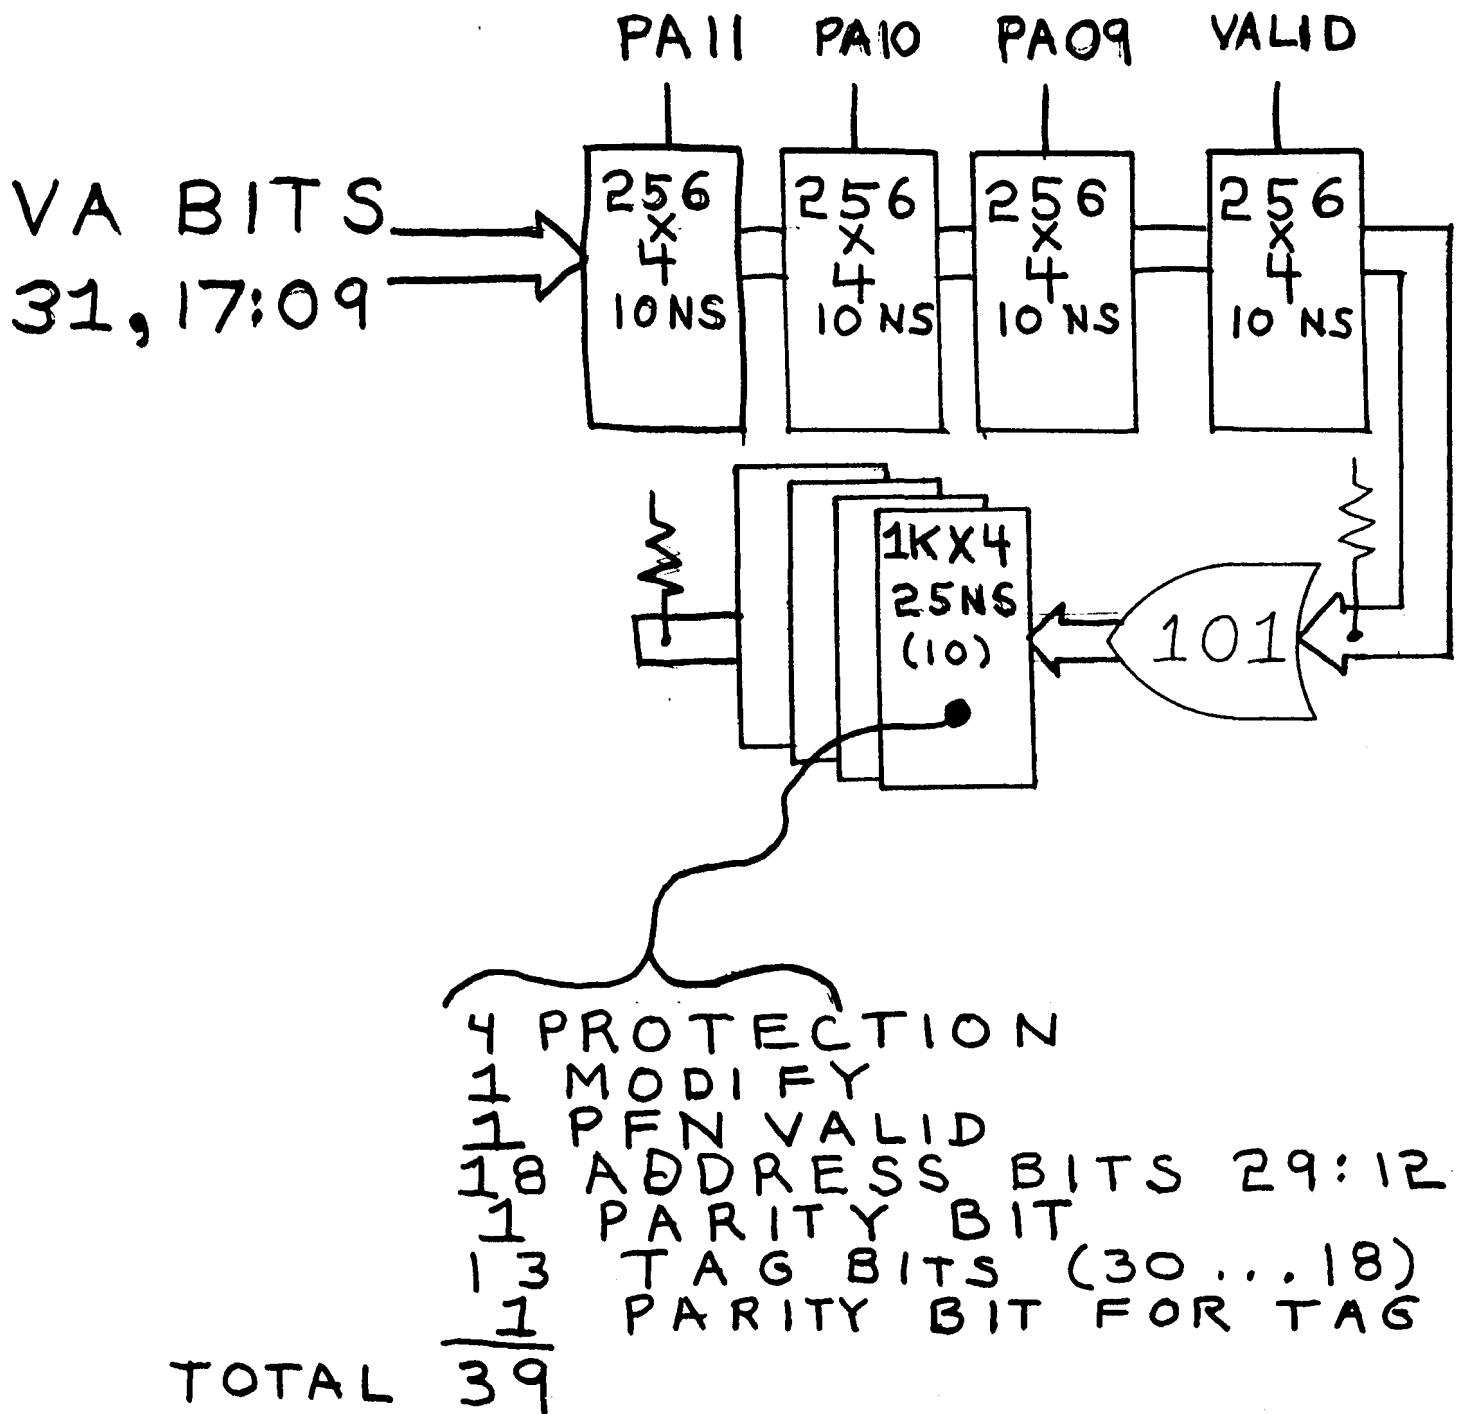 PA11 PA10 PA09 VALID
VA BITS
31, 17:09
256 X 4 10NS
256 X 4 10 NS
256 X 4 10 NS
256 X 4 10 NS
1K X 4
25NS
(10)
101
4 PROTECTION
1 MODIFY
1 PFN VALID
18 ADDRESS BITS 29:12
1 PARITY BIT
13 TAG BITS (30 ... 18)
1 PARITY BIT FOR TAG
TOTAL 39